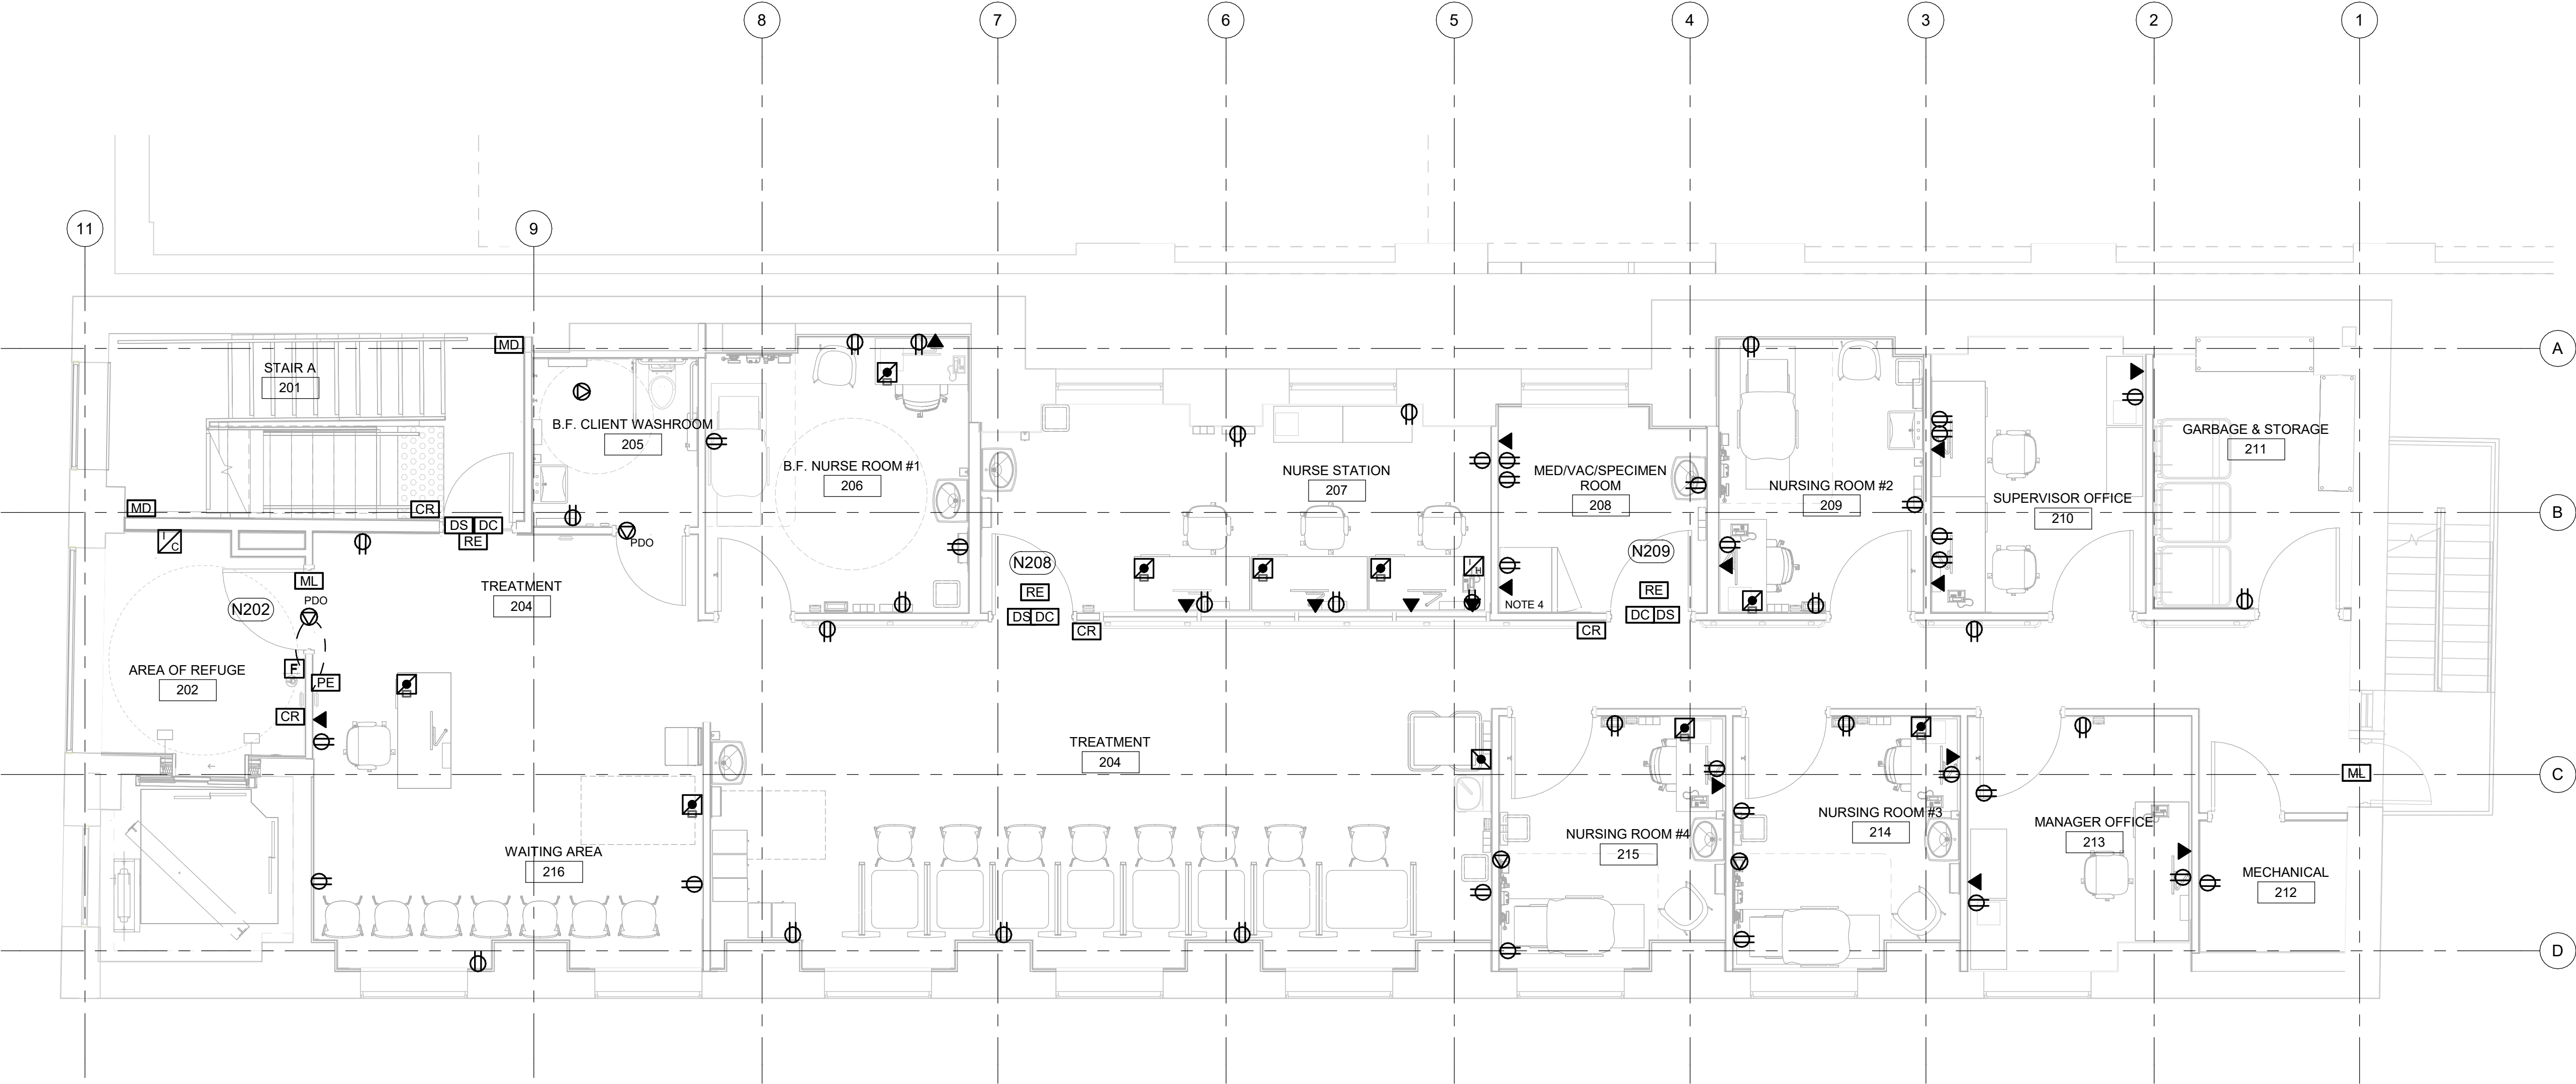 8
7
6
5
4
3
2
1
11
9
A
MD
STAIR A
201
B.F. CLIENT WASHROOM
205
GARBAGE & STORAGE
211
B.F. NURSE ROOM #1
206
NURSE STATION
207
MED/VAC/SPECIMEN
ROOM
208
NURSING ROOM #2
209
SUPERVISOR OFFICE
210
MD
CR
B
DS DC
RE
I
C
PDO
N209
N208
I
H
ML
TREATMENT
204
RE
RE
PDO
N202
NOTE 4
DS DC
DC DS
CR
CR
AREA OF REFUGE
202
F
PE
CR
TREATMENT
204
C
ML
NURSING ROOM #3
214
MANAGER OFFICE
213
NURSING ROOM #4
215
WAITING AREA
216
MECHANICAL
212
D